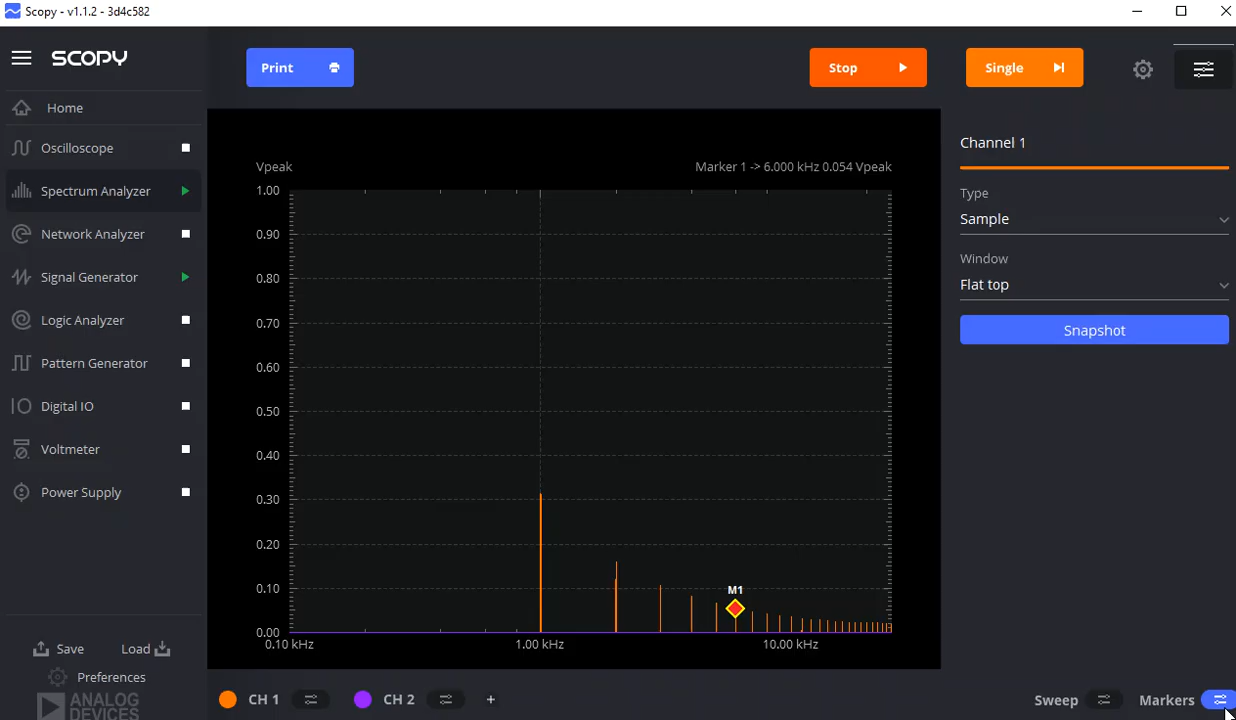 Scopy - v1.1.2 - 3d4c582
SCOPY
Print
Stop
Single
Home
Oscilloscope
Spectrum Analyzer
Network Analyzer
Signal Generator
Logic Analyzer
Pattern Generator
Digital IO
Voltmeter
Power Supply
Save
Load
Preferences
ANALOG
DEVICES
Vpeak
Marker 1 -> 6.000 kHz 0.054 Vpeak
1.00
0.90
0.80
0.70
0.60
0.50
0.40
0.30
0.20
0.10
0.00
M1
0.10 kHz
1.00 kHz
10.00 kHz
Channel 1
Type
Sample
Window
Flat top
Snapshot
CH 1
CH 2
+
Sweep
Markers